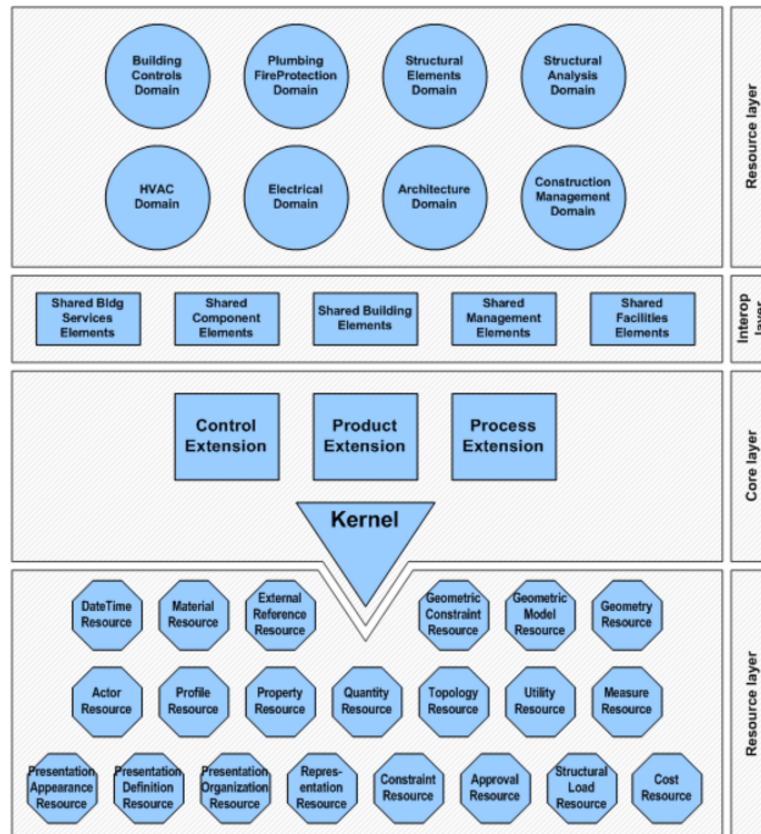 Building
Controls
Domain
Plumbing
FireProtection
Domain
Structural
Elements
Domain
Structural
Analysis
Domain
HVAC
Domain
Electrical
Domain
Architecture
Domain
Construction
Management
Domain
Resource layer
Shared Bldg
Services
Elements
Shared
Component
Elements
Shared Building
Elements
Shared
Management
Elements
Shared
Facilities
Elements
Interop
layer
Control
Extension
Product
Extension
Process
Extension
Kernel
Core layer
DateTime
Resource
Material
Resource
External
Reference
Resource
Geometric
Constraint
Resource
Geometric
Model
Resource
Geometry
Resource
Actor
Resource
Profile
Resource
Property
Resource
Quantity
Resource
Topology
Resource
Utility
Resource
Measure
Resource
Presentation
Appearance
Resource
Presentation
Definition
Resource
Presentation
Organization
Resource
Repres-
entation
Resource
Constraint
Resource
Approval
Resource
Structural
Load
Resource
Cost
Resource
Resource layer